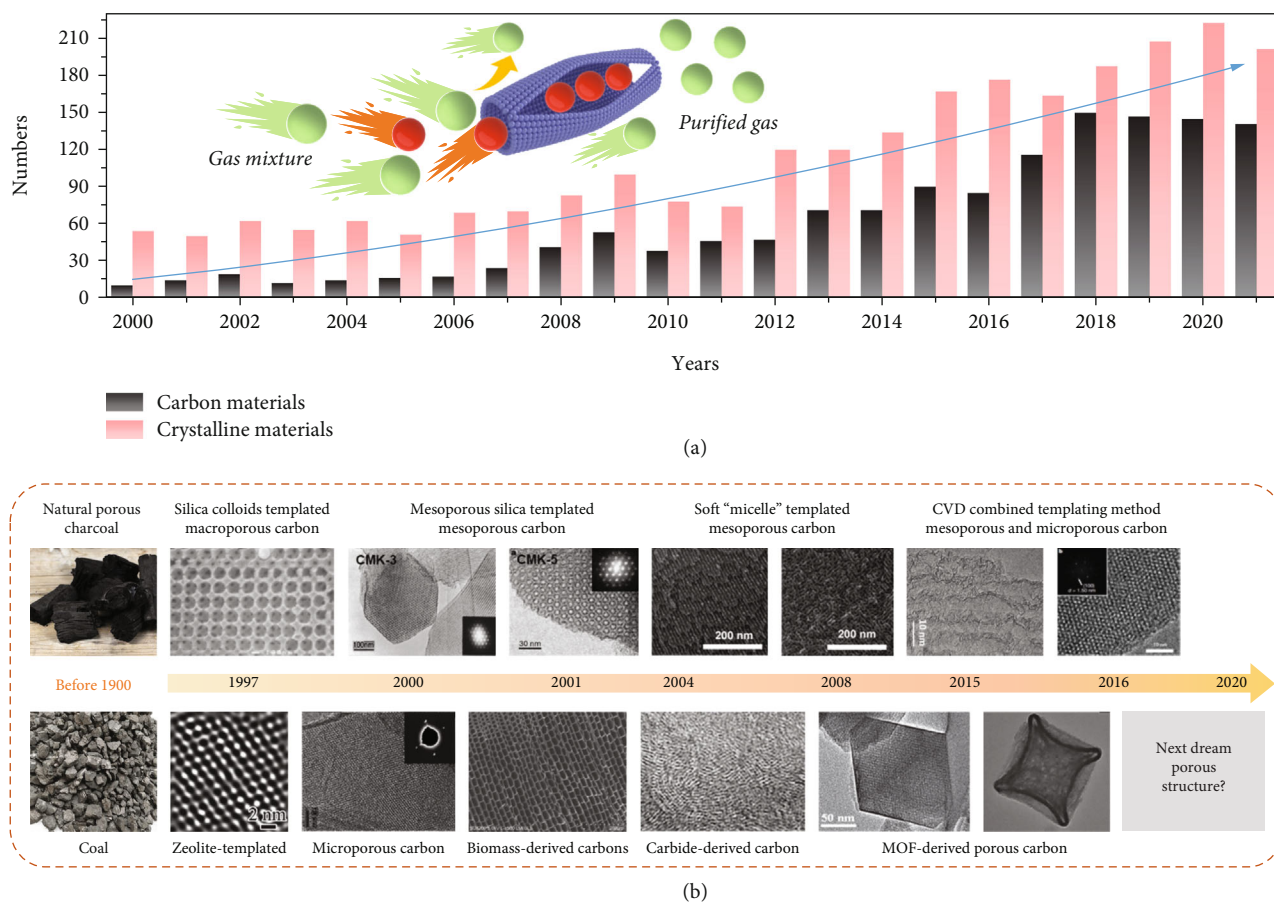 210
180
150
120
90
60
30
0
Numbers
Gas mixture
Purified gas
2000
2002
2004
2006
2008
2010
2012
2014
2016
2018
2020
Years
Carbon materials
Crystalline materials
(a)
Natural porous
charcoal
Silica colloids templated
macroporous carbon
Mesoporous silica templated
mesoporous carbon
Soft “micelle” templated
mesoporous carbon
CVD combined templating method
mesoporous and microporous carbon
CMK-3
100nm
a
CMK-5
30 nm
200 nm
200 nm
10 nm
b
Before 1900
1997
2000
2001
2004
2008
2015
2016
2020
2 nm
50 nm
Next dream
porous
structure?
Coal
Zeolite-templated
Microporous carbon
Biomass-derived carbons
Carbide-derived carbon
MOF-derived porous carbon
(b)